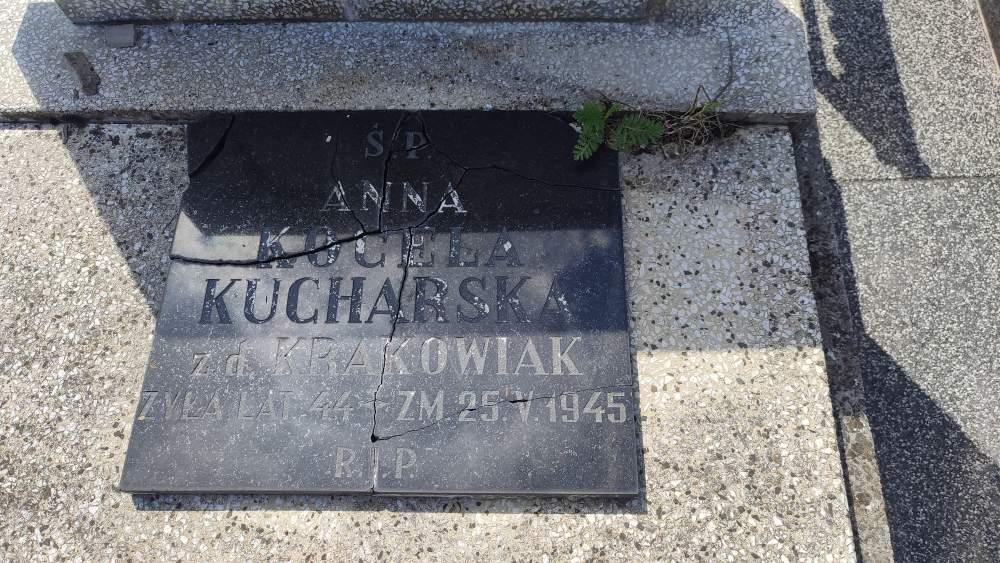 Ś.P.
ANNA
KOCELA
KUCHARSKA
z d. KRAKOWIAK
ŻYŁA LAT 44 - ZM. 25.V.1945
R.I.P.